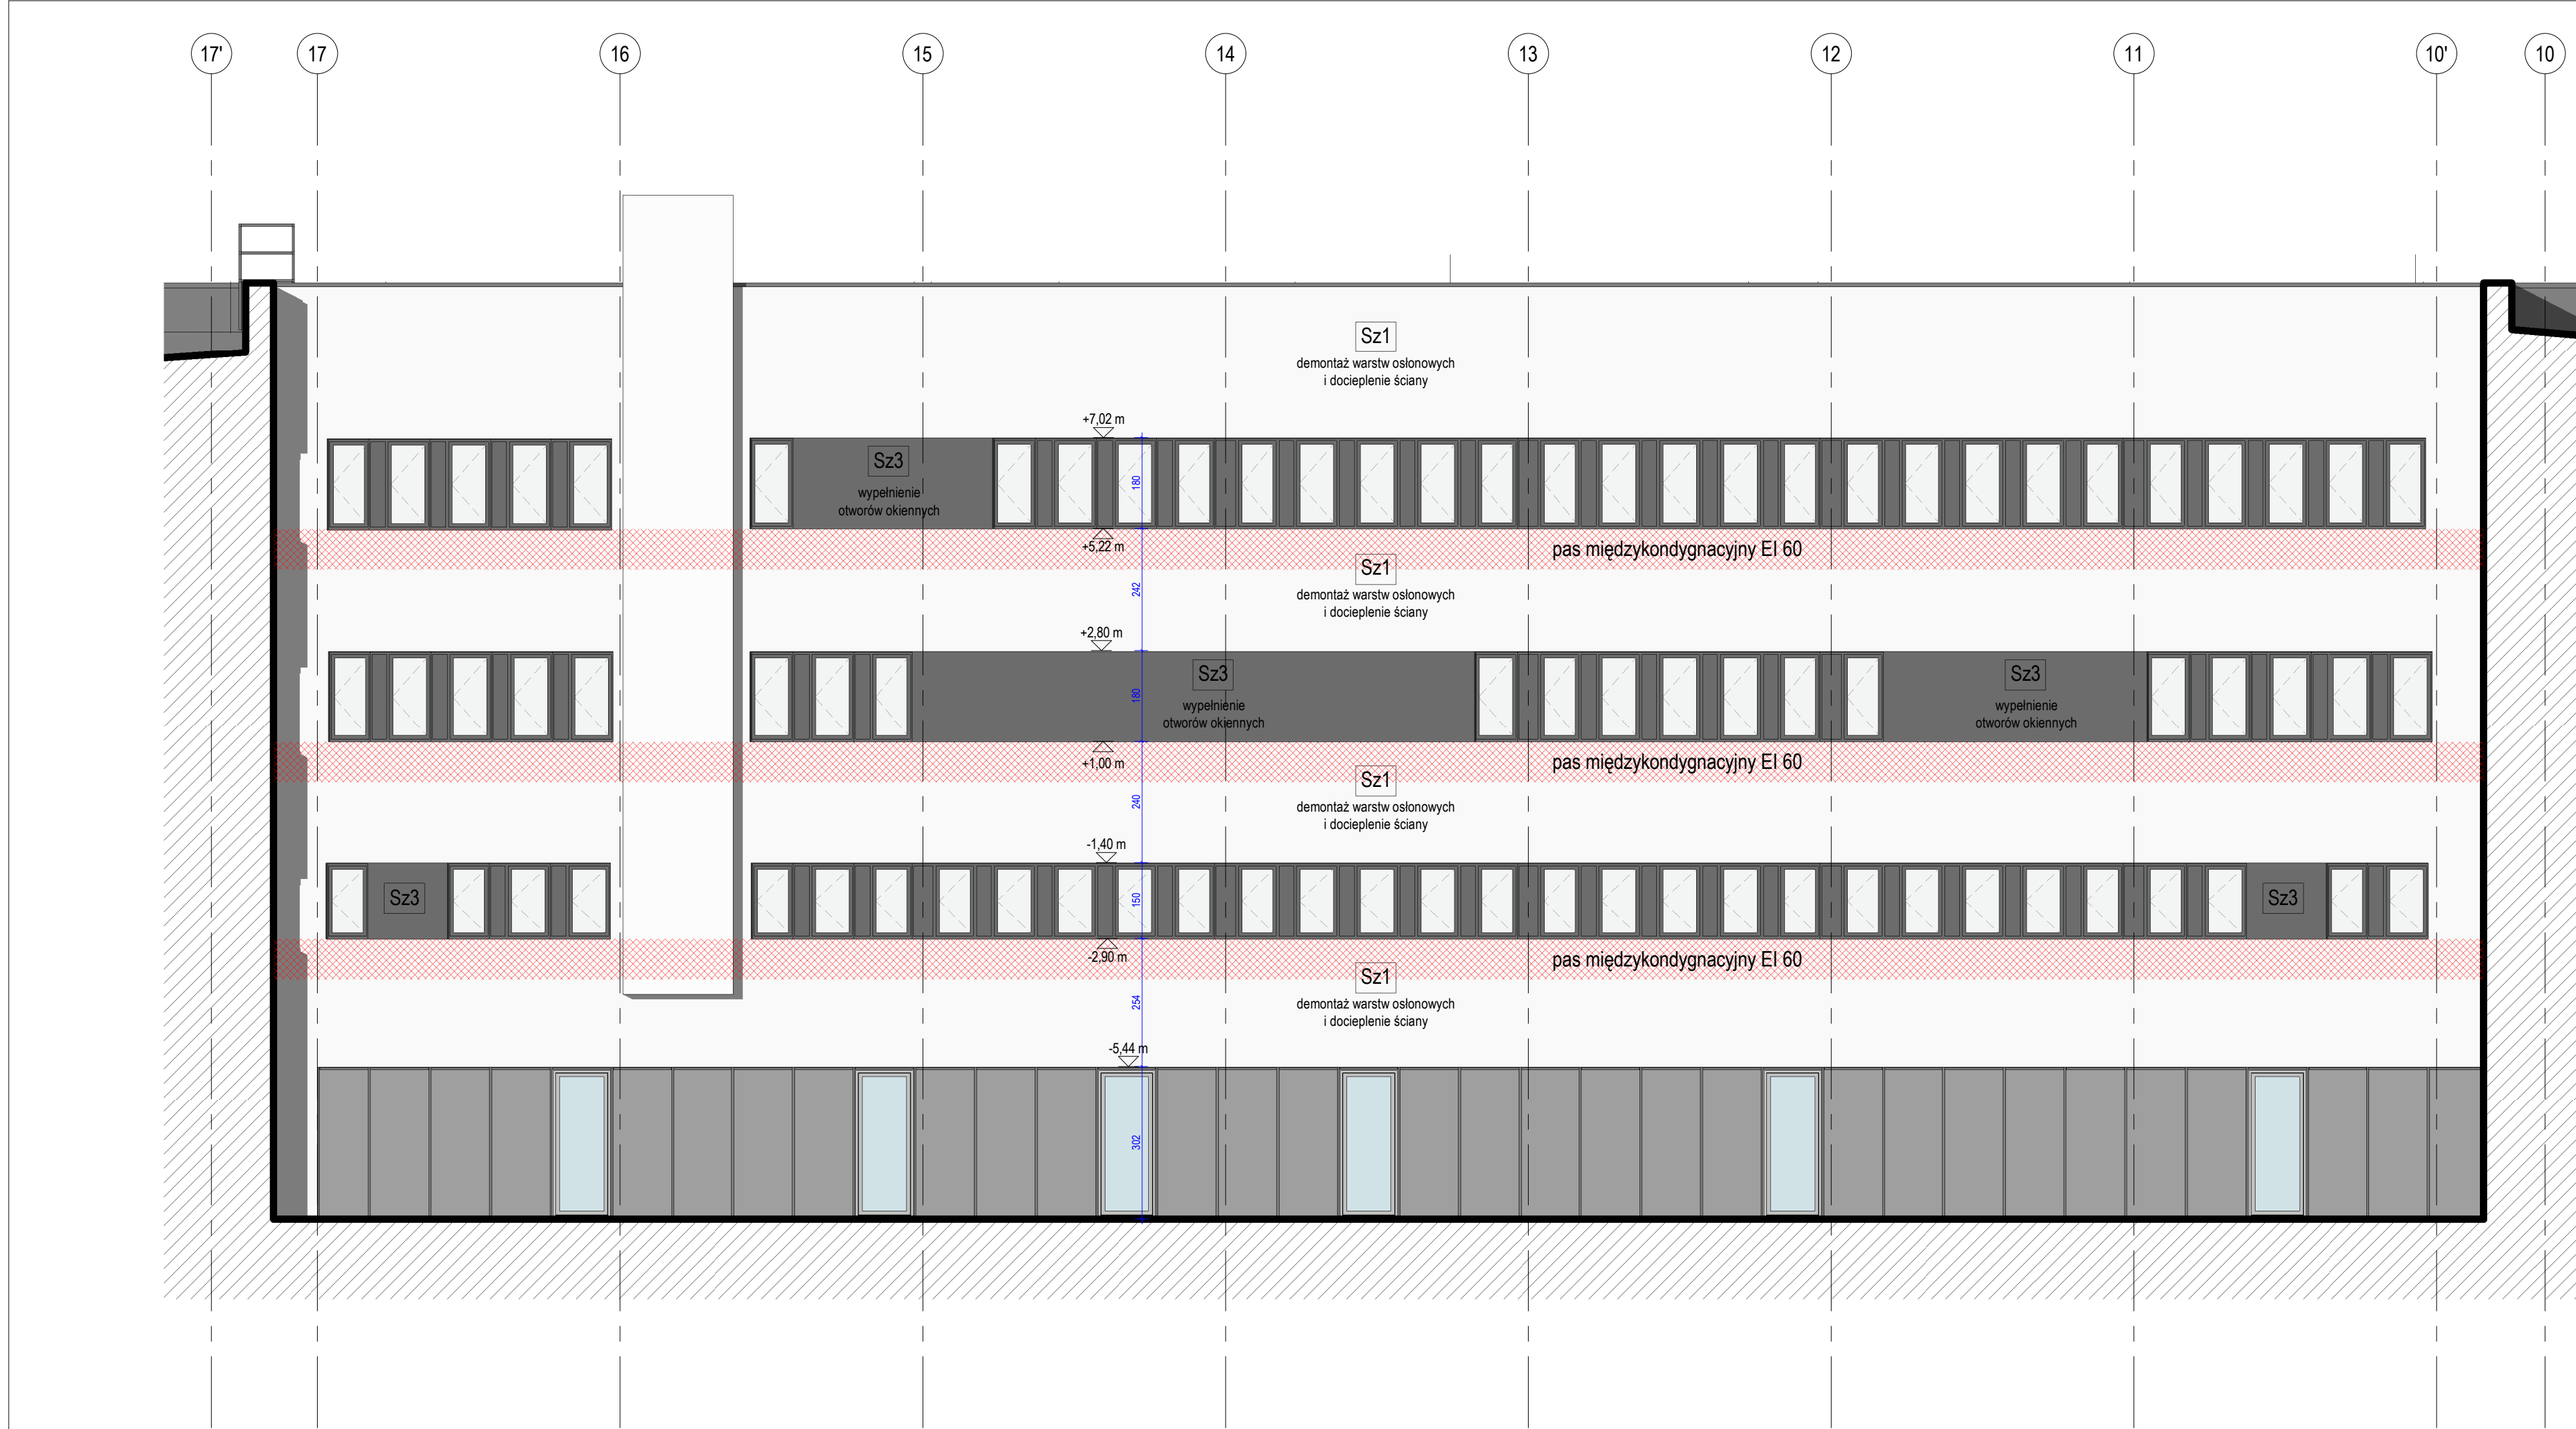 17'
17
16
15
14
13
12
11
10'
10
Sz1
demontaż warstw osłonowych
i docieplenie ściany
+7,02 m
Sz3
wypełnienie
otworów okiennych
180
+5,22 m
pas międzykondygnacyjny EI 60
Sz1
demontaż warstw osłonowych
i docieplenie ściany
242
+2,80 m
Sz3
wypełnienie
otworów okiennych
Sz3
wypełnienie
otworów okiennych
180
+1,00 m
pas międzykondygnacyjny EI 60
Sz1
demontaż warstw osłonowych
i docieplenie ściany
240
-1,40 m
Sz3
150
Sz3
-2,90 m
pas międzykondygnacyjny EI 60
Sz1
demontaż warstw osłonowych
i docieplenie ściany
254
-5,44 m
302